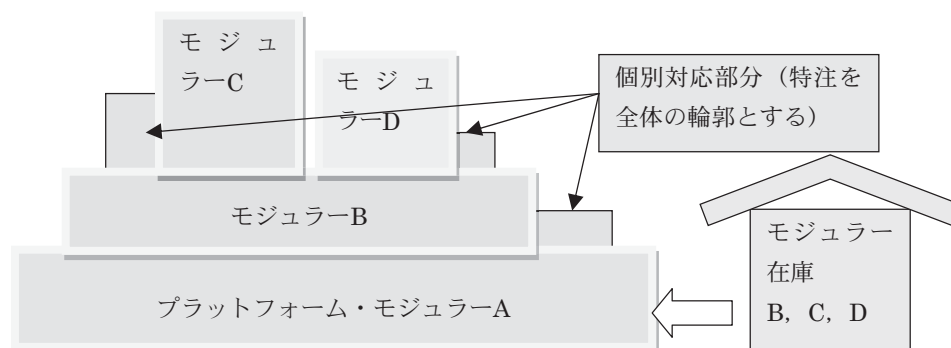 モジュ
ラーC
モジュ
ラーD
個別対応部分（特注を
全体の輪郭とする）
モジュラーB
モジュラー
在庫
B，C，D
プラットフォーム・モジュラーA